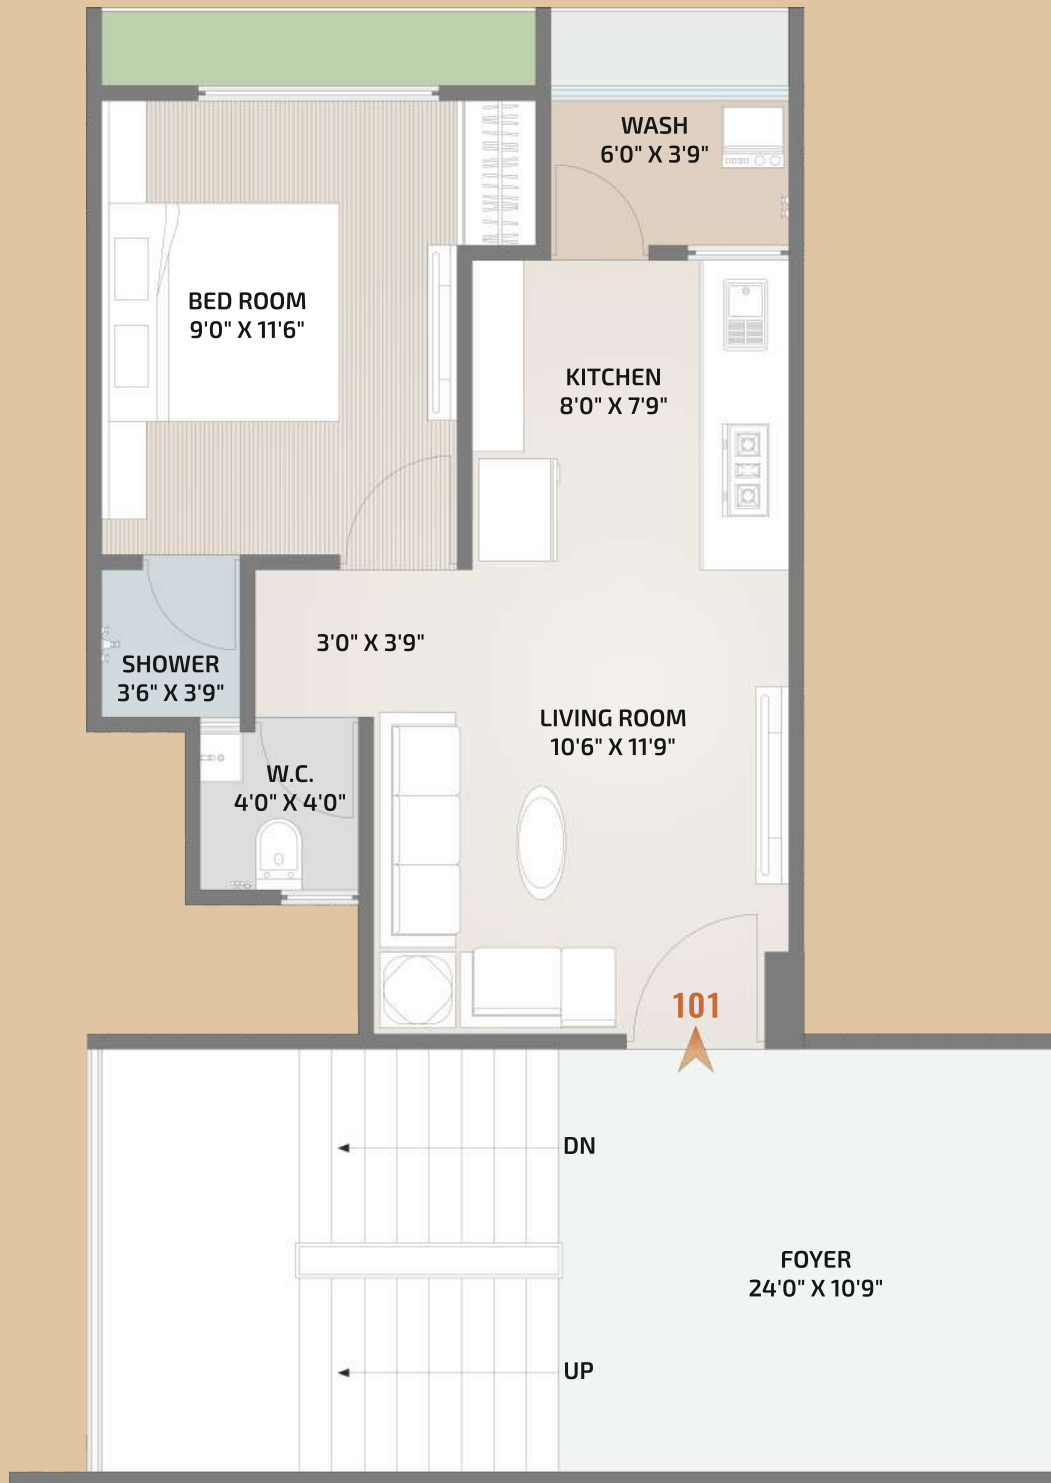 WASH
6'0" X 3'9"
BED ROOM
9'0" X 11'6"
KITCHEN
8'0" X 7'9"
3'0" X 3'9"
SHOWER
3'6" X 3'9"
LIVING ROOM
10'6" X 11'9"
W.C.
4'0" X 4'0"
101
DN
FOYER
24'0" X 10'9"
UP